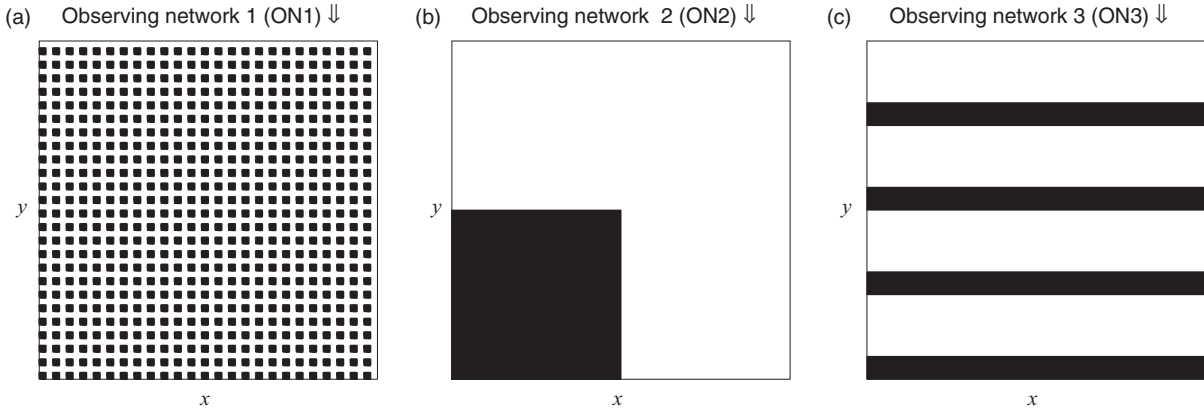 (a) Observing network 1 (ON1) ⇓
(b) Observing network 2 (ON2) ⇓
(c) Observing network 3 (ON3) ⇓
y
y
y
x
x
x